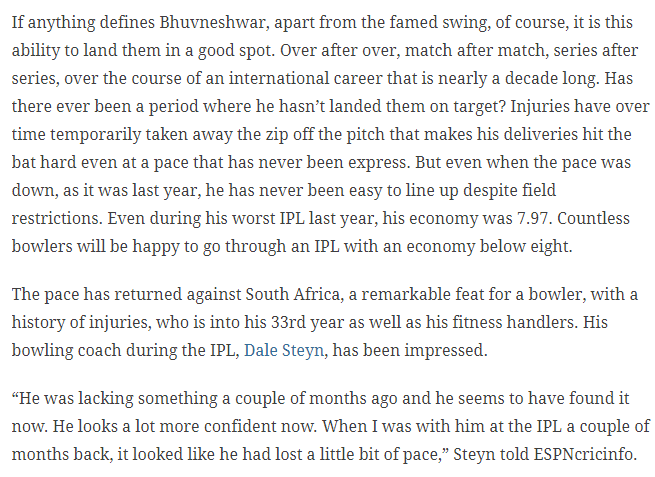 If anything defines Bhuvneshwar, apart from the famed swing, of course, it is this
ability to land them in a good spot. Over after over, match after match, series after
series, over the course of an international career that is nearly a decade long. Has
there ever been a period where he hasn’t landed them on target? Injuries have over
time temporarily taken away the zip off the pitch that makes his deliveries hit the
bat hard even at a pace that has never been express. But even when the pace was
down, as it was last year, he has never been easy to line up despite field
restrictions. Even during his worst IPL last year, his economy was 7.97. Countless
bowlers will be happy to go through an IPL with an economy below eight.
The pace has returned against South Africa, a remarkable feat for a bowler, with a
history of injuries, who is into his 33rd year as well as his fitness handlers. His
bowling coach during the IPL, Dale Steyn, has been impressed.
“He was lacking something a couple of months ago and he seems to have found it
now. He looks a lot more confident now. When I was with him at the IPL a couple of
months back, it looked like he had lost a little bit of pace,” Steyn told ESPNcricinfo.